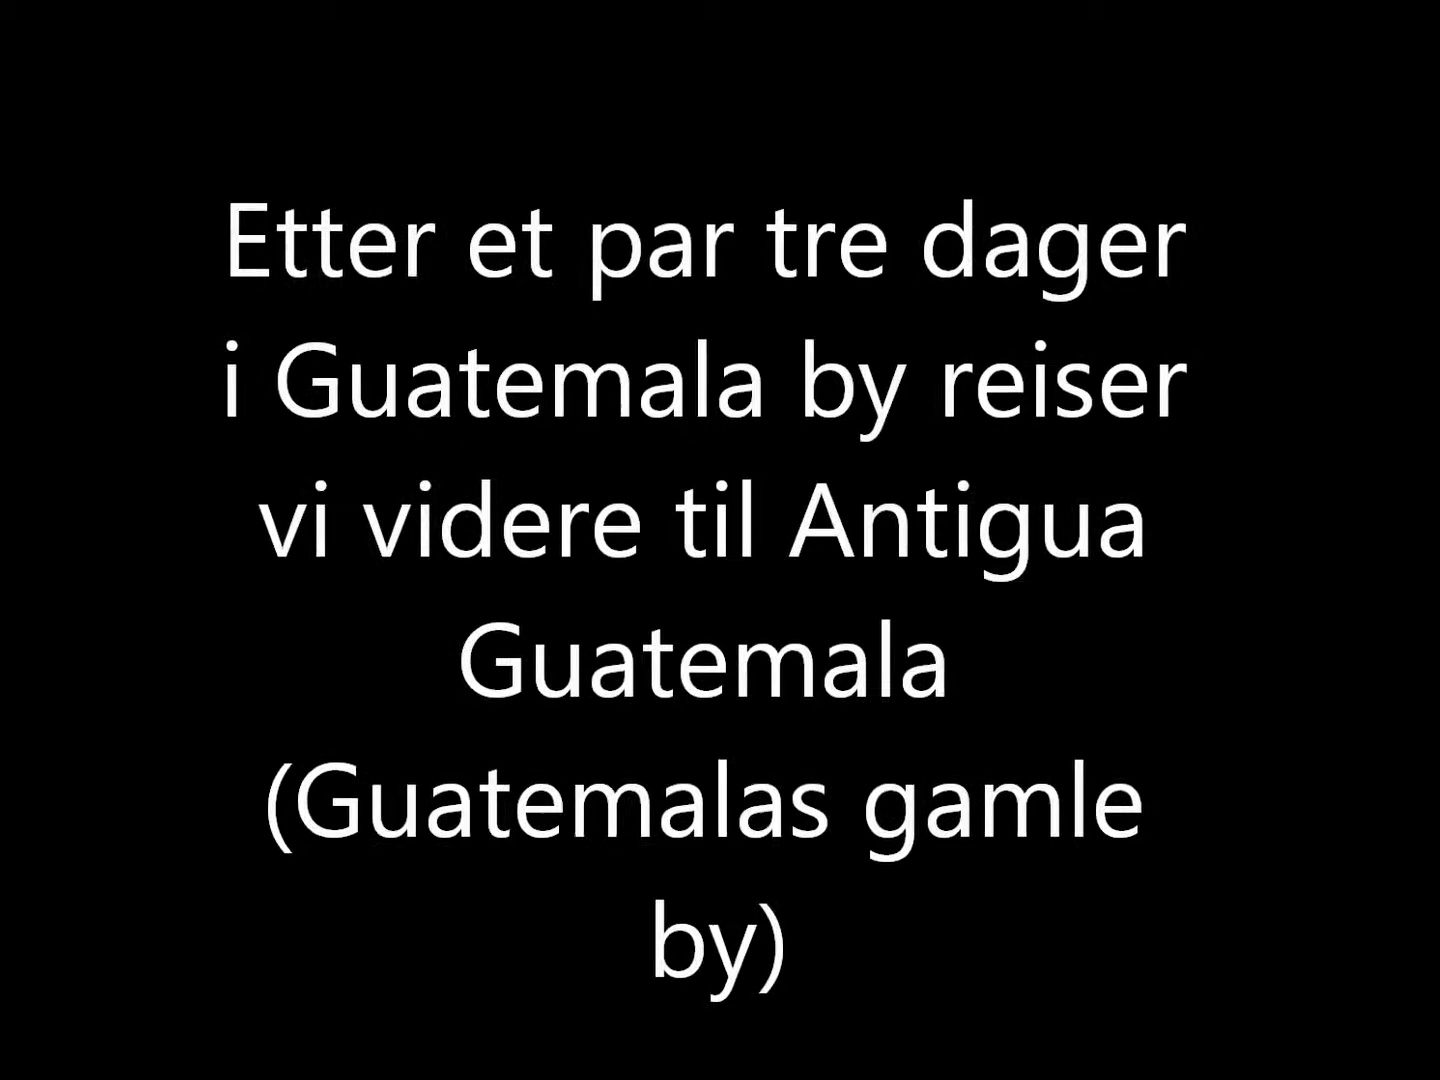 Etter et par tre dager
i Guatemala by reiser
vi videre til Antigua
Guatemala
(Guatemalas gamle
by)